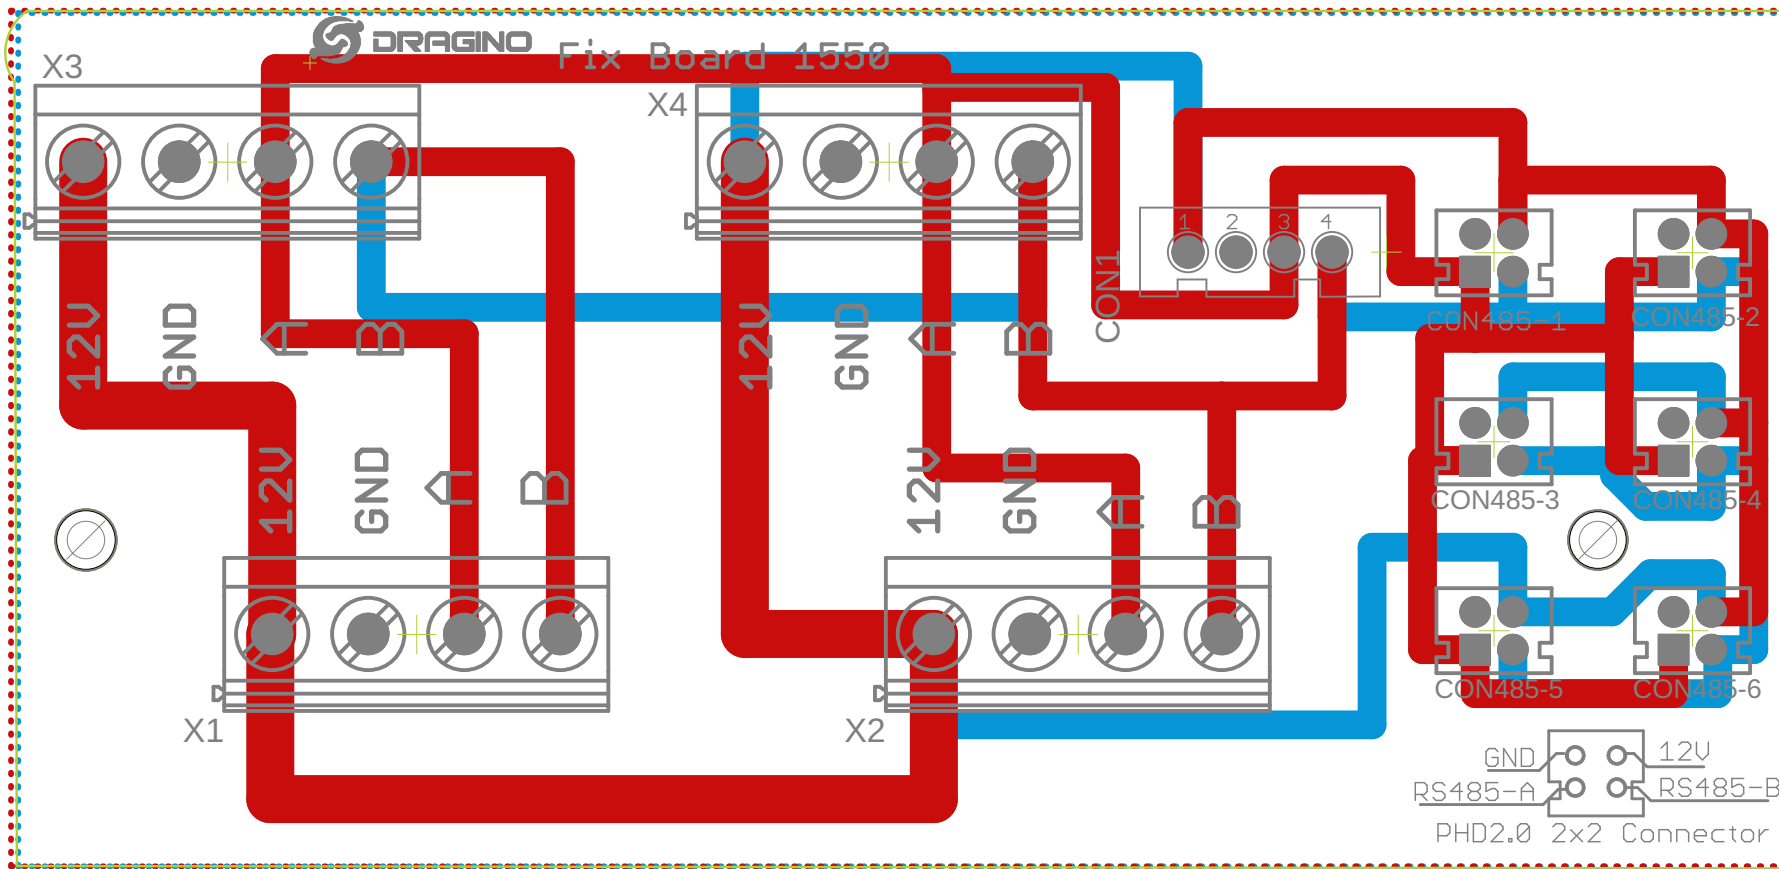 DRAGINO
Fix Board 1550
X3
X4
1 2 3 4
CON1
12V GND A B
12V GND A B
CON485-1
CON485-2
12V GND A B
12V GND A B
CON485-3
CON485-4
X1
X2
CON485-5
CON485-6
GND
12V
RS485-A
RS485-B
PHD2.0 2x2 Connector